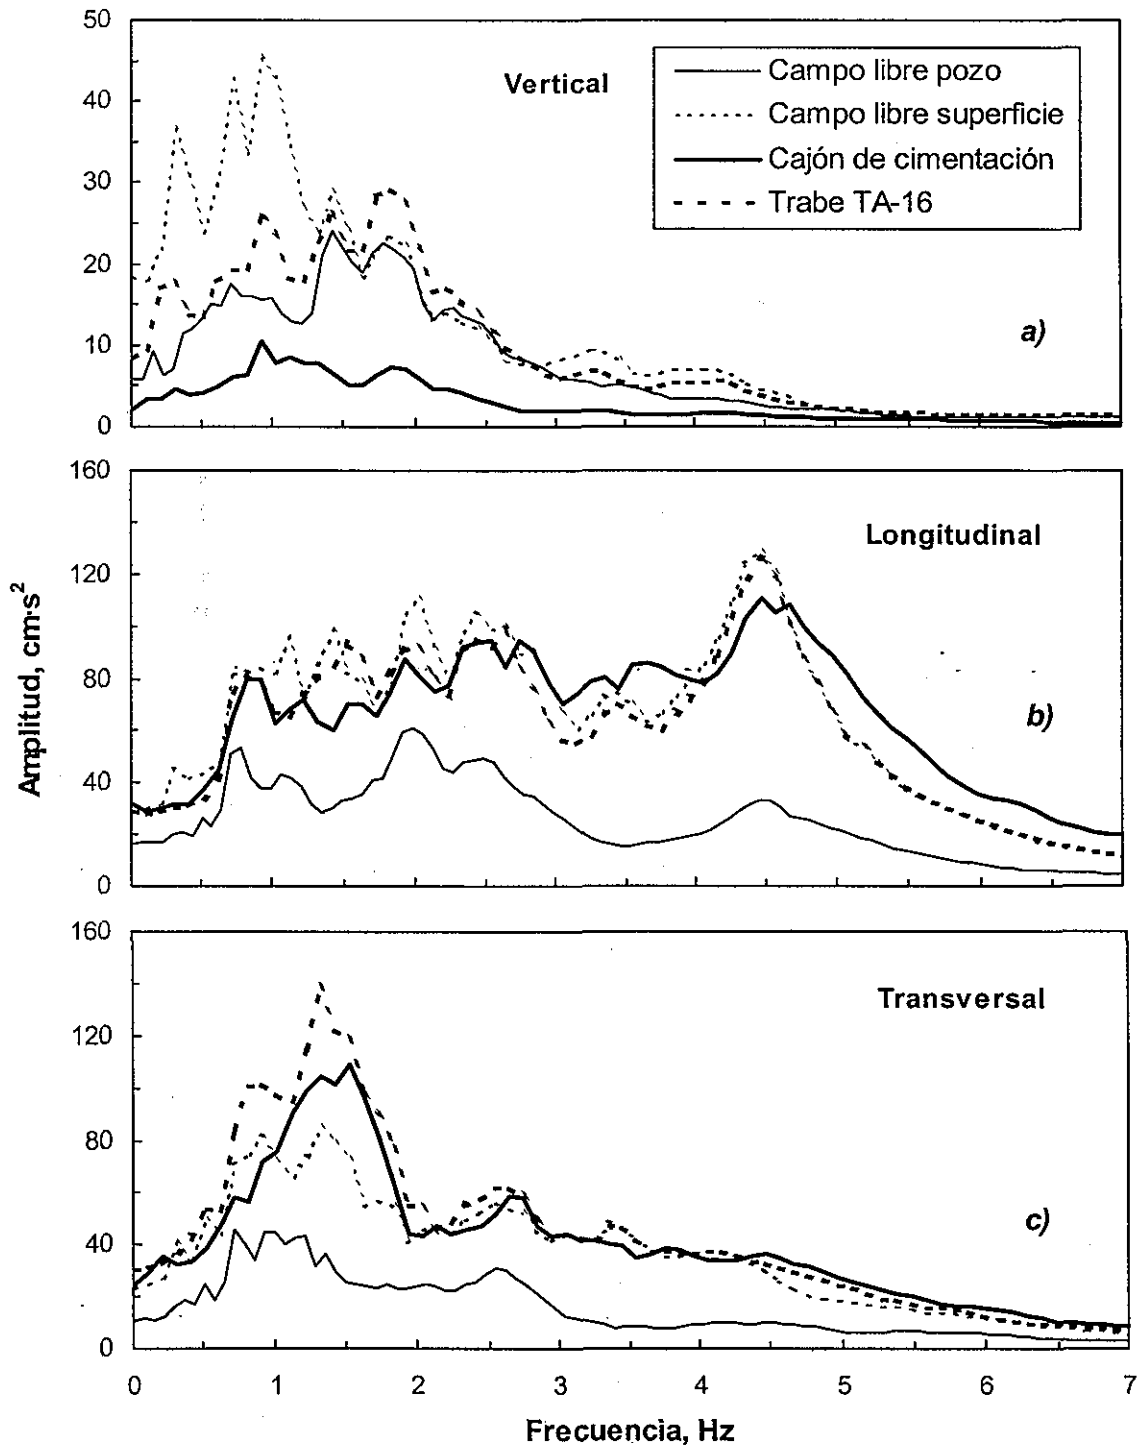 50
40
30
20
10
0
Vertical
Campo libre pozo
Campo libre superficie
Cajón de cimentación
Trabe TA-16
a)
160
120
80
40
0
Longitudinal
b)
Amplitud, cm·s²
160
120
80
40
0
Transversal
c)
0 1 2 3 4 5 6 7
Frecuencia, Hz